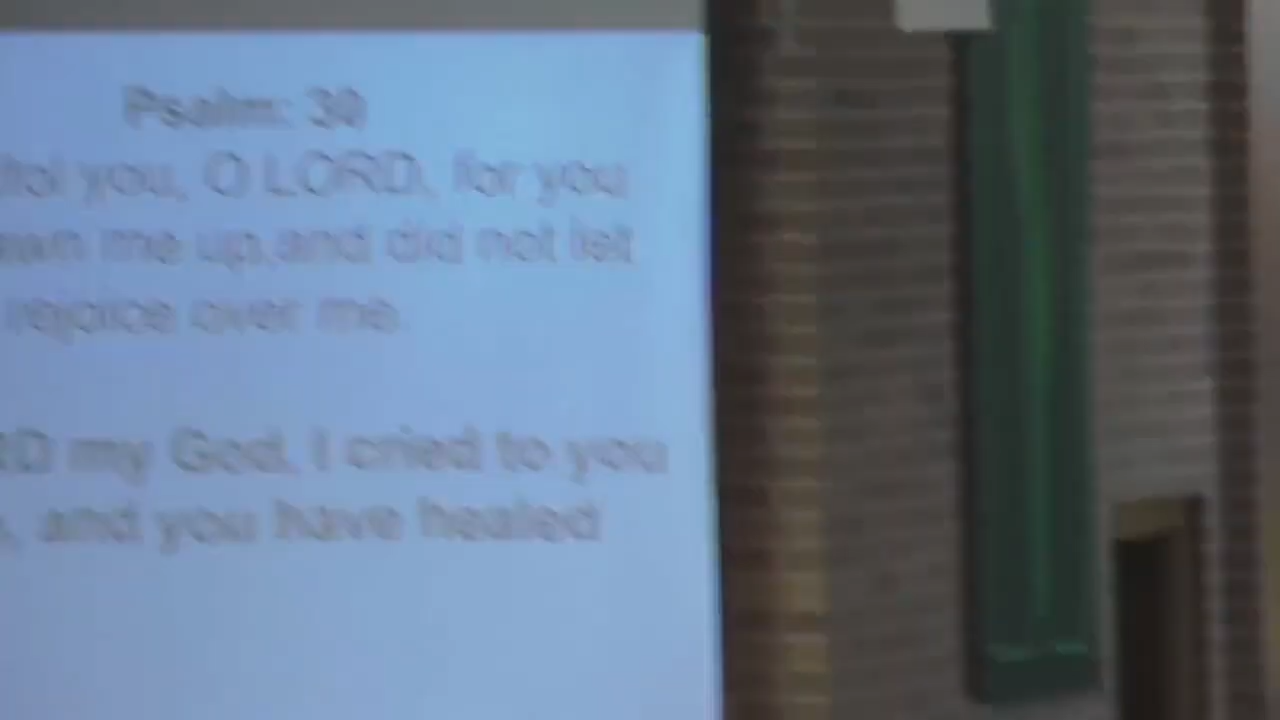 Psalm: 30
you, O LORD, for you
me up,and did not let
rejoice over me.
my God, I cried to you
and you have healed